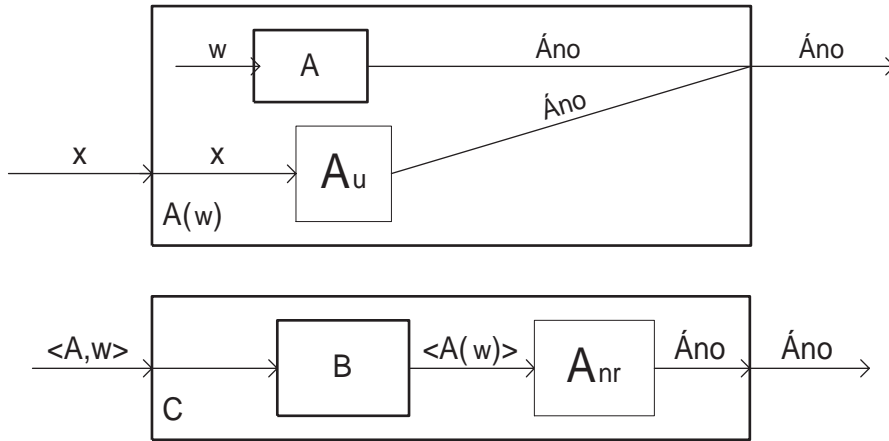 w A Áno Áno
Áno
x x Au
A(w)
<A,w> B <A(w)> Anr Áno Áno
C